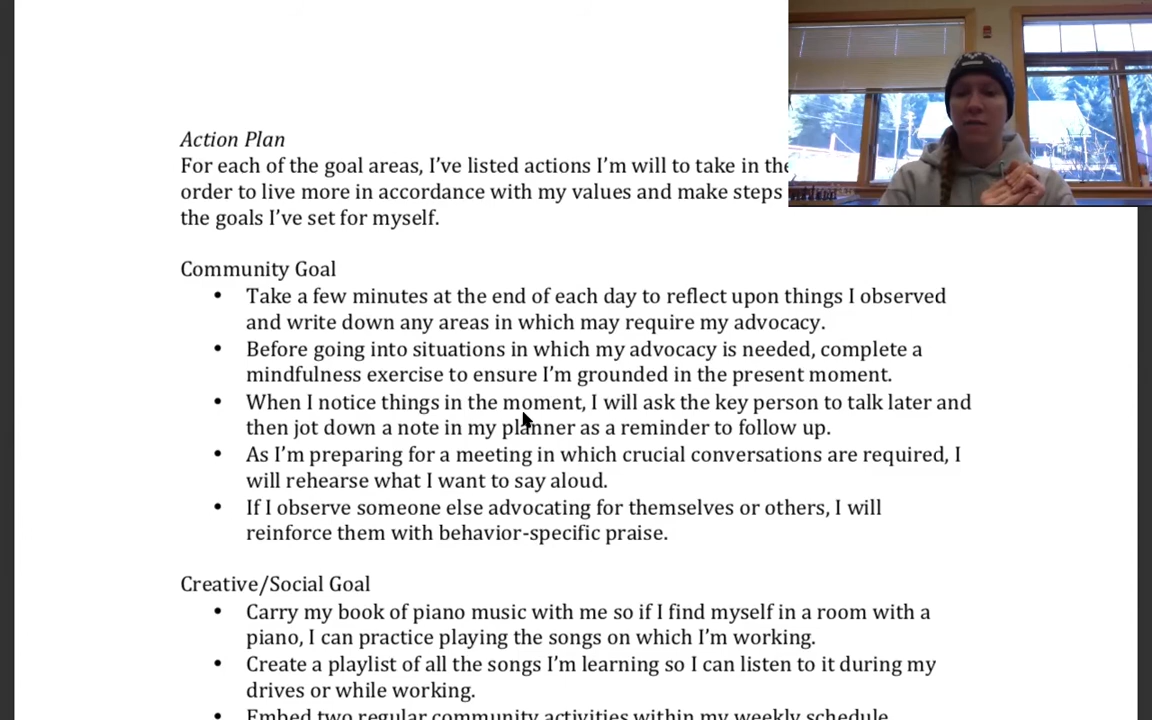 Action Plan
For each of the goal areas, I've listed actions I'm will to take in the
order to live more in accordance with my values and make steps
the goals I've set for myself.
Community Goal
• Take a few minutes at the end of each day to reflect upon things I observed
and write down any areas in which may require my advocacy.
• Before going into situations in which my advocacy is needed, complete a
mindfulness exercise to ensure I'm grounded in the present moment.
• When I notice things in the moment, I will ask the key person to talk later and
then jot down a note in my planner as a reminder to follow up.
• As I'm preparing for a meeting in which crucial conversations are required, I
will rehearse what I want to say aloud.
• If I observe someone else advocating for themselves or others, I will
reinforce them with behavior-specific praise.
Creative/Social Goal
• Carry my book of piano music with me so if I find myself in a room with a
piano, I can practice playing the songs on which I'm working.
• Create a playlist of all the songs I'm learning so I can listen to it during my
drives or while working.
• Embed two regular community activities within my weekly schedule